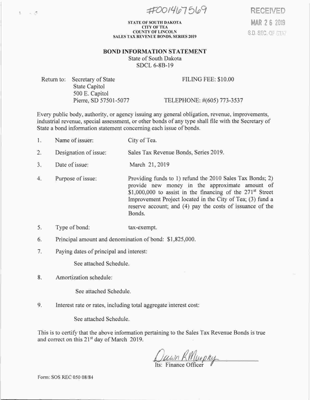 #001467569
RECEIVED
MAR 26 2019
S.D. SEC. OF
STATE OF SOUTH DAKOTA
CITY OF TEA
COUNTY OF LINCOLN
SALES TAX REVENUE BONDS, SERIES 2019
BOND INFORMATION STATEMENT
State of South Dakota
SDCL 6-8B-19
Return to: Secretary of State FILING FEE: $10.00
State Capitol
500 E. Capitol
Pierre, SD 57501-5077 TELEPHONE: #(605) 773-3537
Every public body, authority, or agency issuing any general obligation, revenue, improvements,
industrial revenue, special assessment, or other bonds of any type shall file with the Secretary of
State a bond information statement concerning each issue of bonds.
1. Name of issuer: City of Tea.
2. Designation of issue: Sales Tax Revenue Bonds, Series 2019.
3. Date of issue: March 21, 2019
4. Purpose of issue: Providing funds to 1) refund the 2010 Sales Tax Bonds; 2)
provide new money in the approximate amount of
$1,000,000 to assist in the financing of the 271st Street
Improvement Project located in the City of Tea; (3) fund a
reserve account; and (4) pay the costs of issuance of the
Bonds.
5. Type of bond: tax-exempt.
6. Principal amount and denomination of bond: $1,825,000.
7. Paying dates of principal and interest:
See attached Schedule.
8. Amortization schedule:
See attached Schedule.
9. Interest rate or rates, including total aggregate interest cost:
See attached Schedule.
This is to certify that the above information pertaining to the Sales Tax Revenue Bonds is true
and correct on this 21st day of March 2019.
Dawn R Murphy
Its: Finance Officer
Form: SOS REC 050 08/84